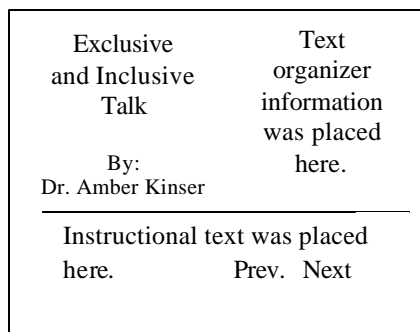 Exclusive
and Inclusive
Talk
By:
Dr. Amber Kinser
Text
organizer
information
was placed
here.
Instructional text was placed
here. Prev. Next